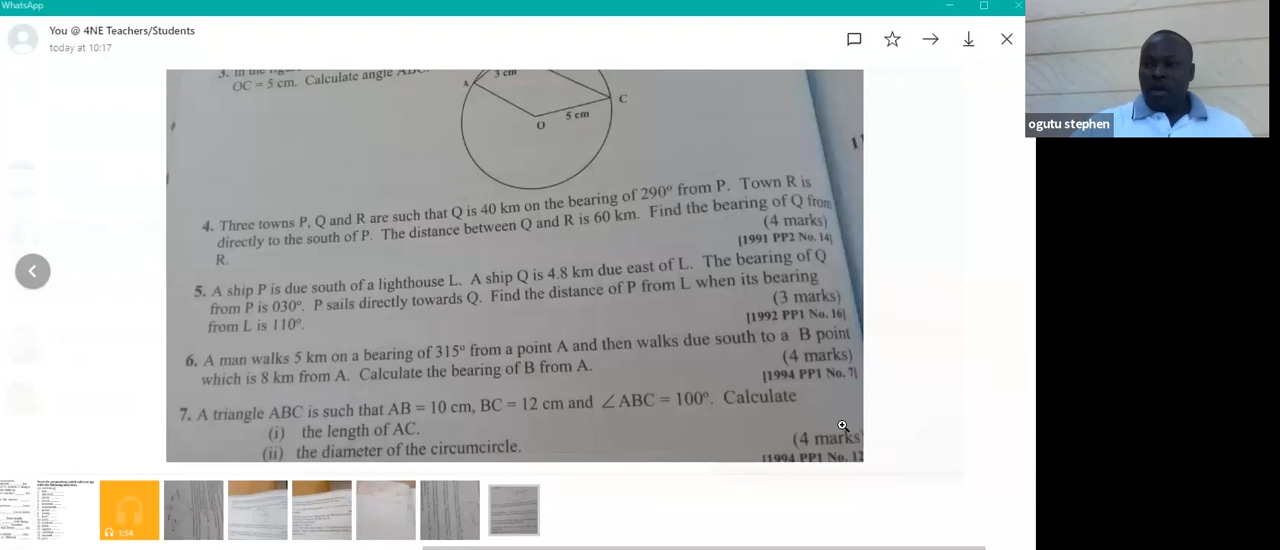 WhatsApp
You @ 4NE Teachers/Students
today at 10:17
ogutu stephen
OC = 5 cm. Calculate angle ABC.
3 cm
A
C
O
5 cm
4. Three towns P, Q and R are such that Q is 40 km on the bearing of 290° from P. Town R is
directly to the south of P. The distance between Q and R is 60 km. Find the bearing of Q from
R.
(4 marks)
[1991 PP2 No. 14]
5. A ship P is due south of a lighthouse L. A ship Q is 4.8 km due east of L. The bearing of Q
from P is 030°. P sails directly towards Q. Find the distance of P from L when its bearing
from L is 110°.
(3 marks)
[1992 PP1 No. 16]
6. A man walks 5 km on a bearing of 315° from a point A and then walks due south to a B point
which is 8 km from A. Calculate the bearing of B from A.
(4 marks)
[1994 PP1 No. 7]
7. A triangle ABC is such that AB = 10 cm, BC = 12 cm and ∠ABC = 100°. Calculate
(i) the length of AC.
(ii) the diameter of the circumcircle.
(4 marks
[1994 PP1 No. 12
1:14